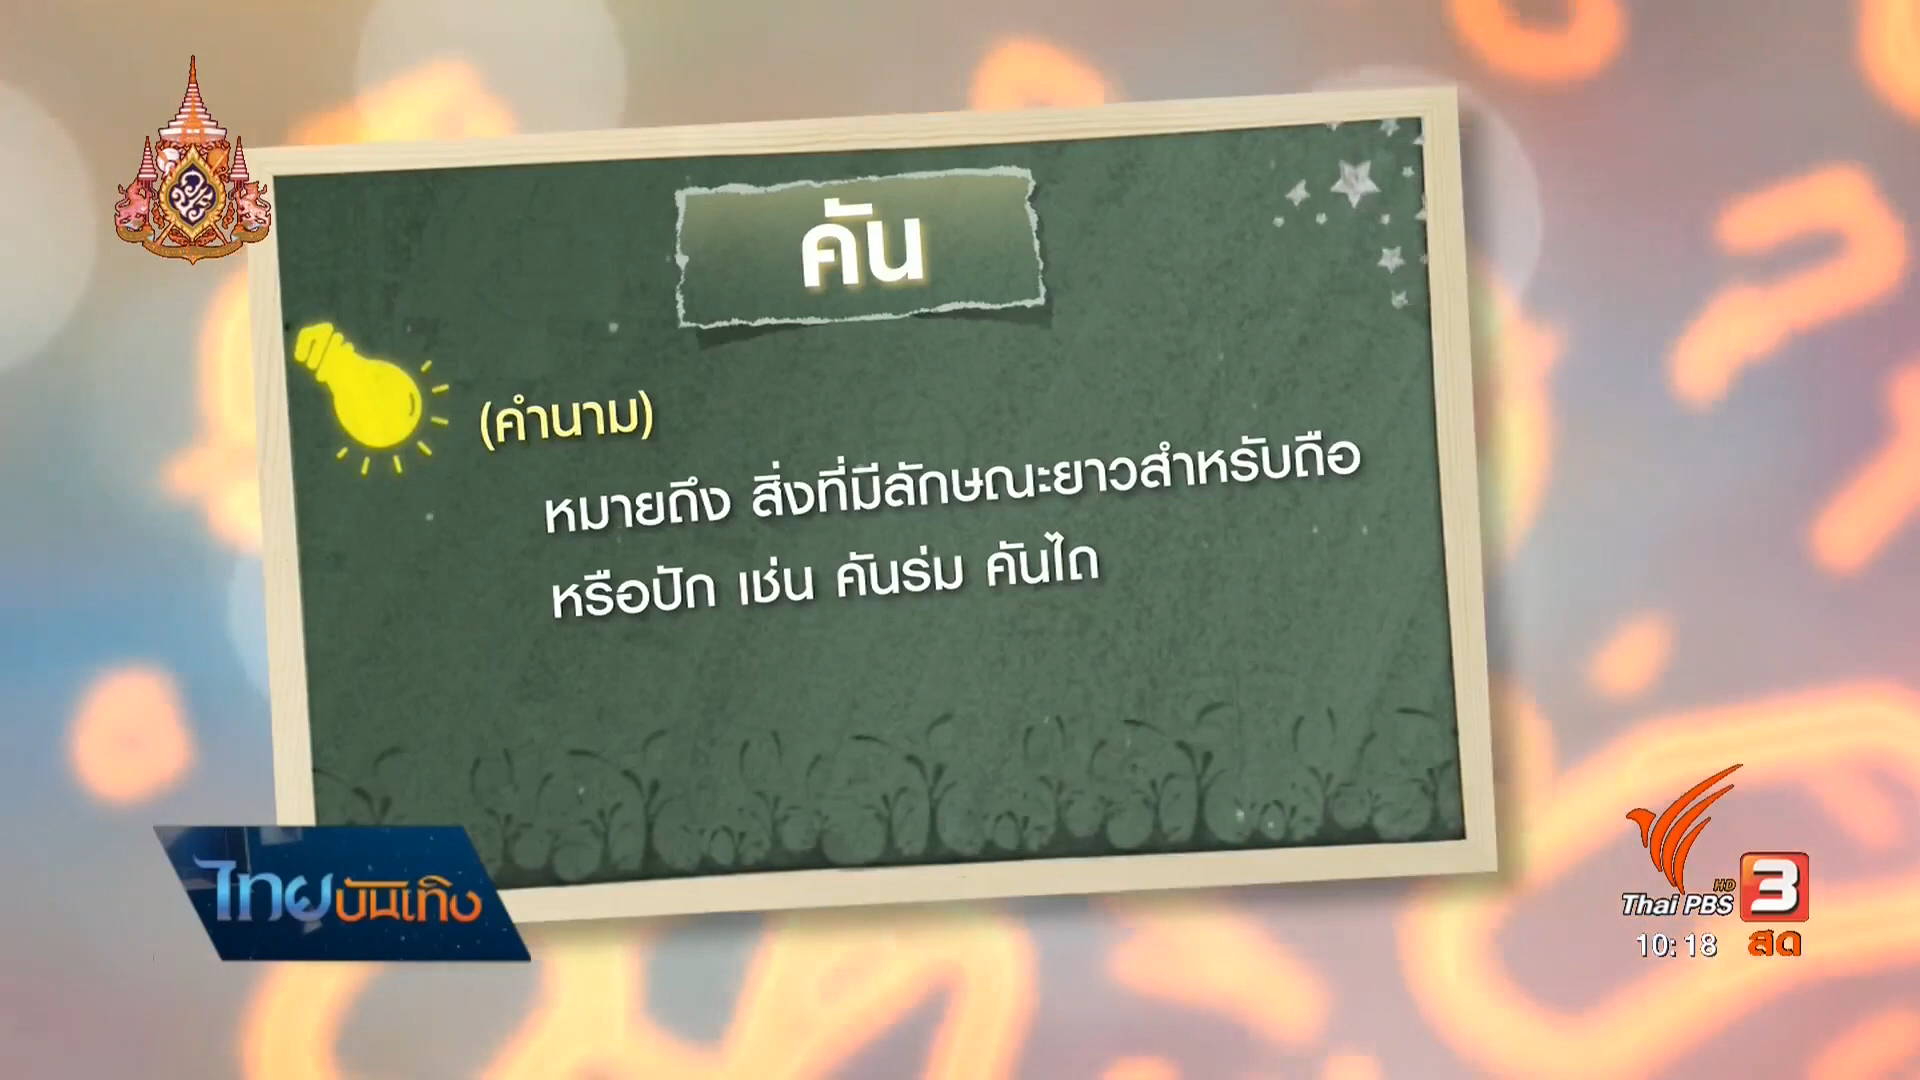 คัน
(คำนาม)
หมายถึง สิ่งที่มีลักษณะยาวสำหรับถือ
หรือปัก เช่น คันร่ม คันไถ
ไทยบันเทิง
HD
Thai PBS 3
10:18 สด